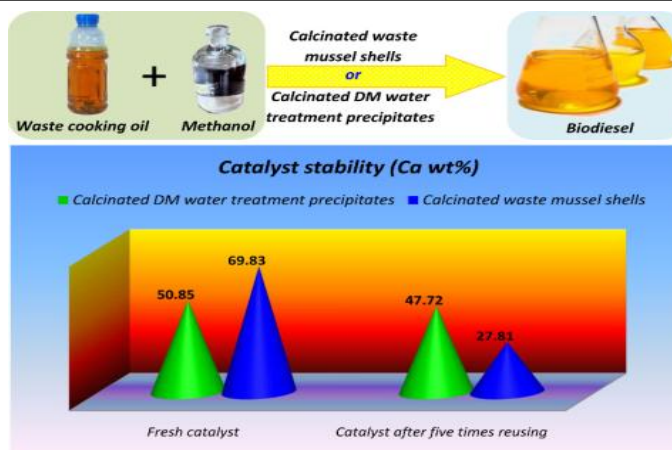 Calcinated waste
mussel shells
or
Calcinated DM water
treatment precipitates
Waste cooking oil
Methanol
Biodiesel
Catalyst stability (Ca wt%)
Calcinated DM water treatment precipitates
Calcinated waste mussel shells
50.85
69.83
47.72
27.81
Fresh catalyst
Catalyst after five times reusing